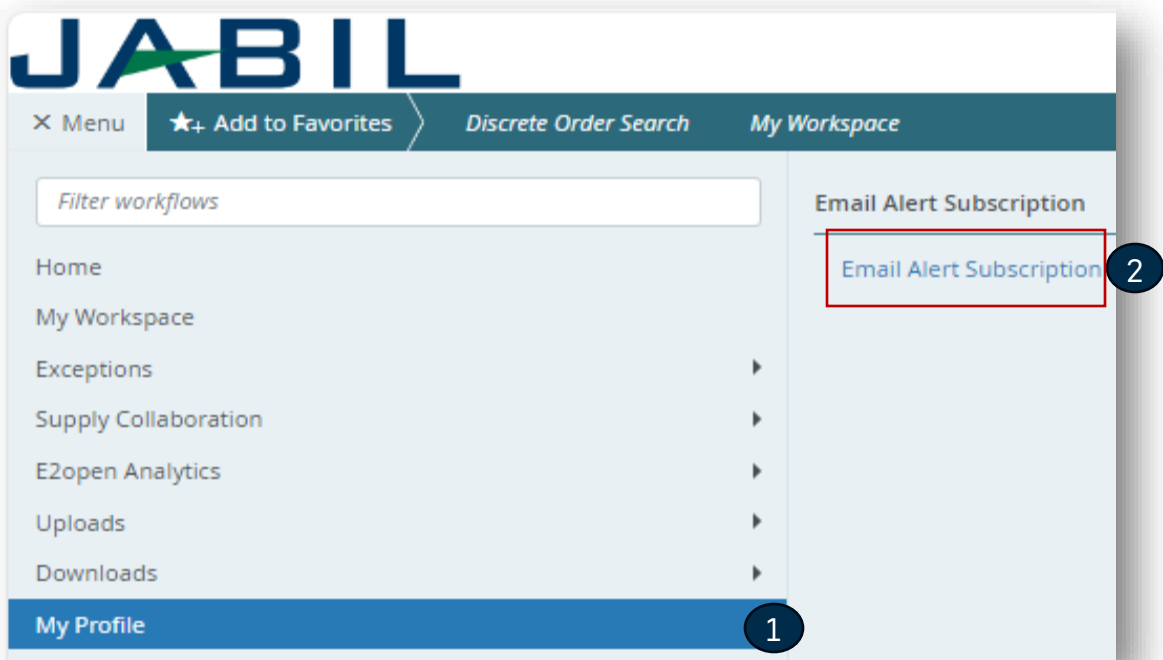 JABIL
× Menu ★+ Add to Favorites Discrete Order Search My Workspace
Filter workflows
Home
My Workspace
Exceptions
Supply Collaboration
E2open Analytics
Uploads
Downloads
My Profile 1
Email Alert Subscription
Email Alert Subscription 2